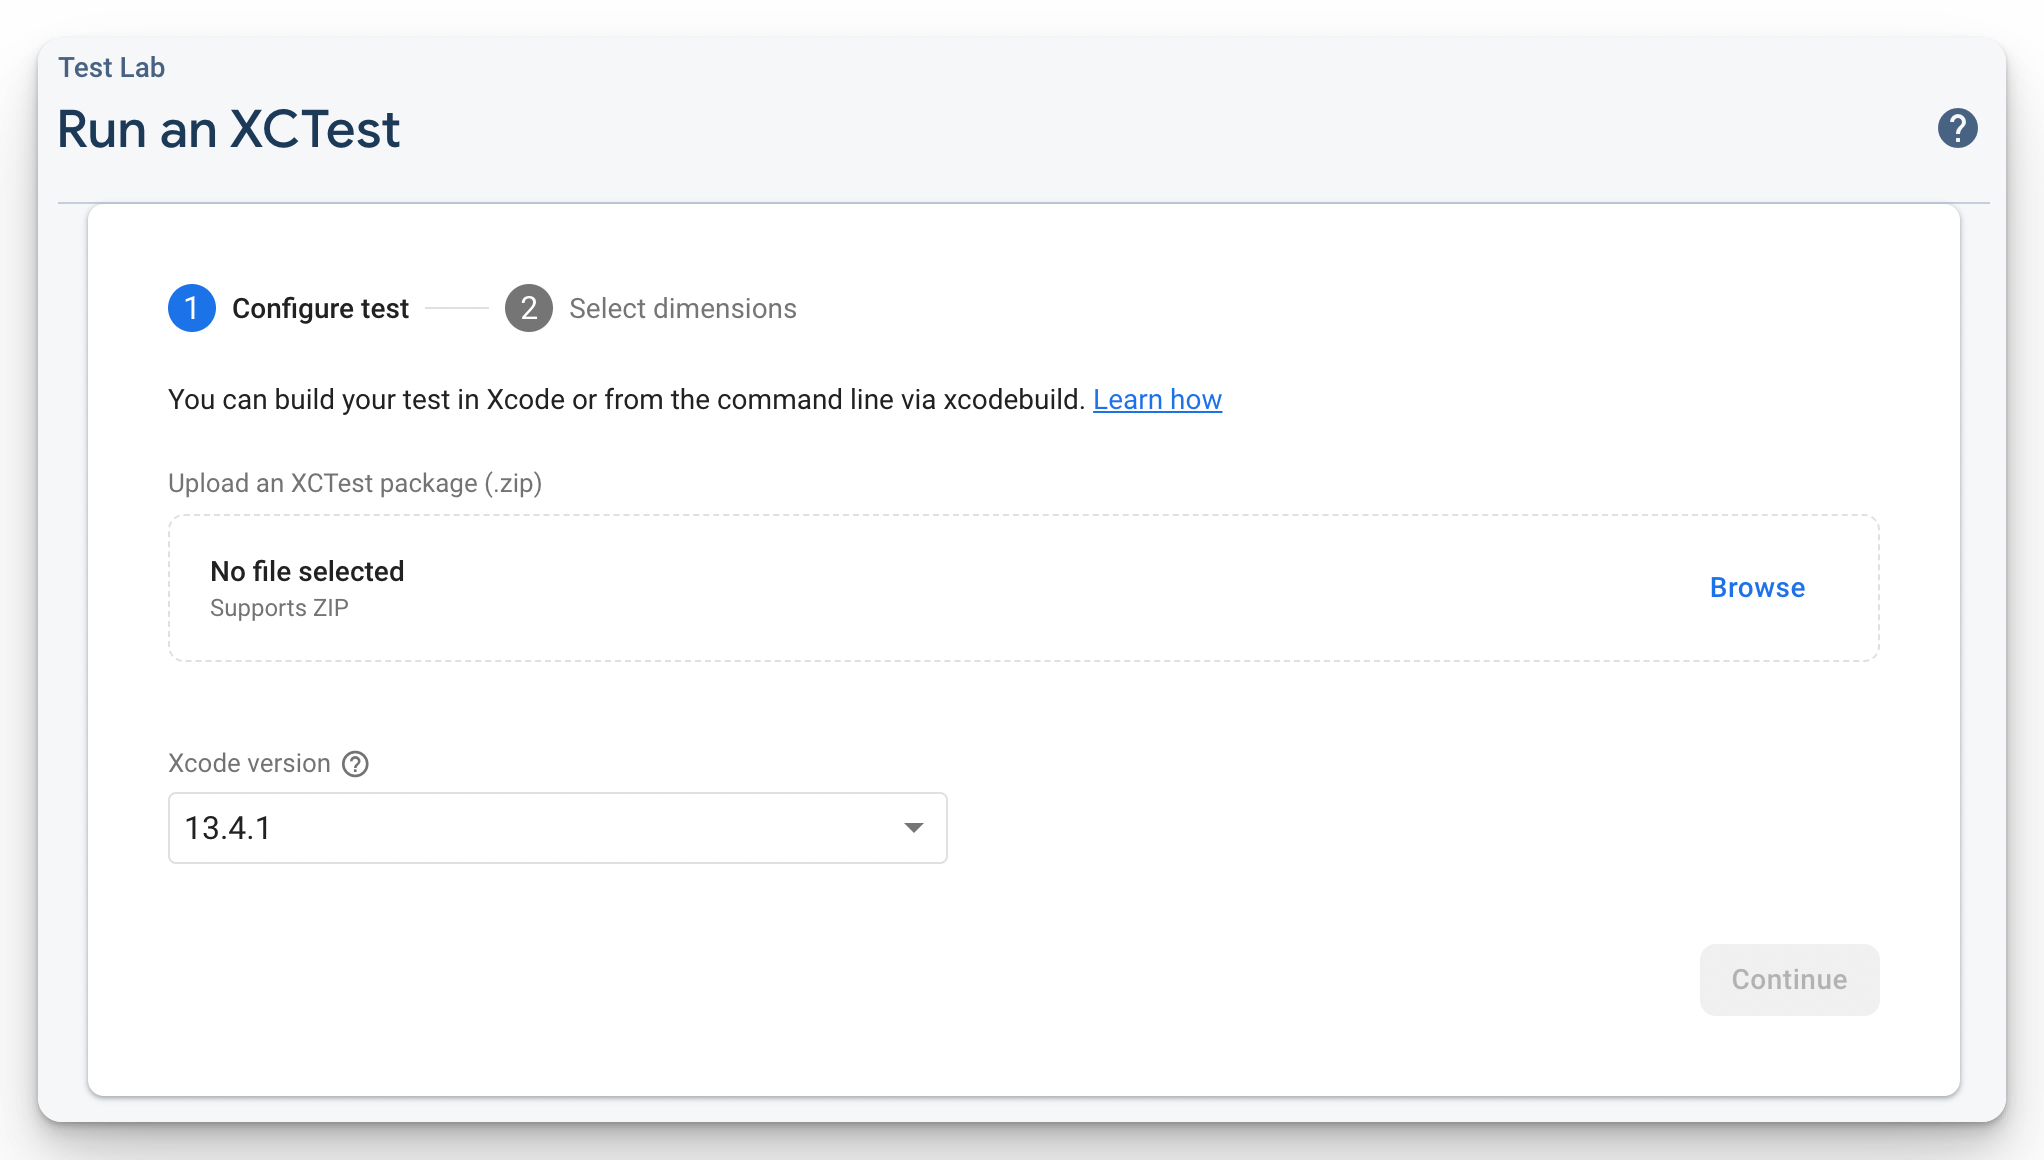 Test Lab
Run an XCTest
?
1 Configure test 2 Select dimensions
You can build your test in Xcode or from the command line via xcodebuild. Learn how
Upload an XCTest package (.zip)
No file selected
Supports ZIP
Browse
Xcode version ?
13.4.1
Continue